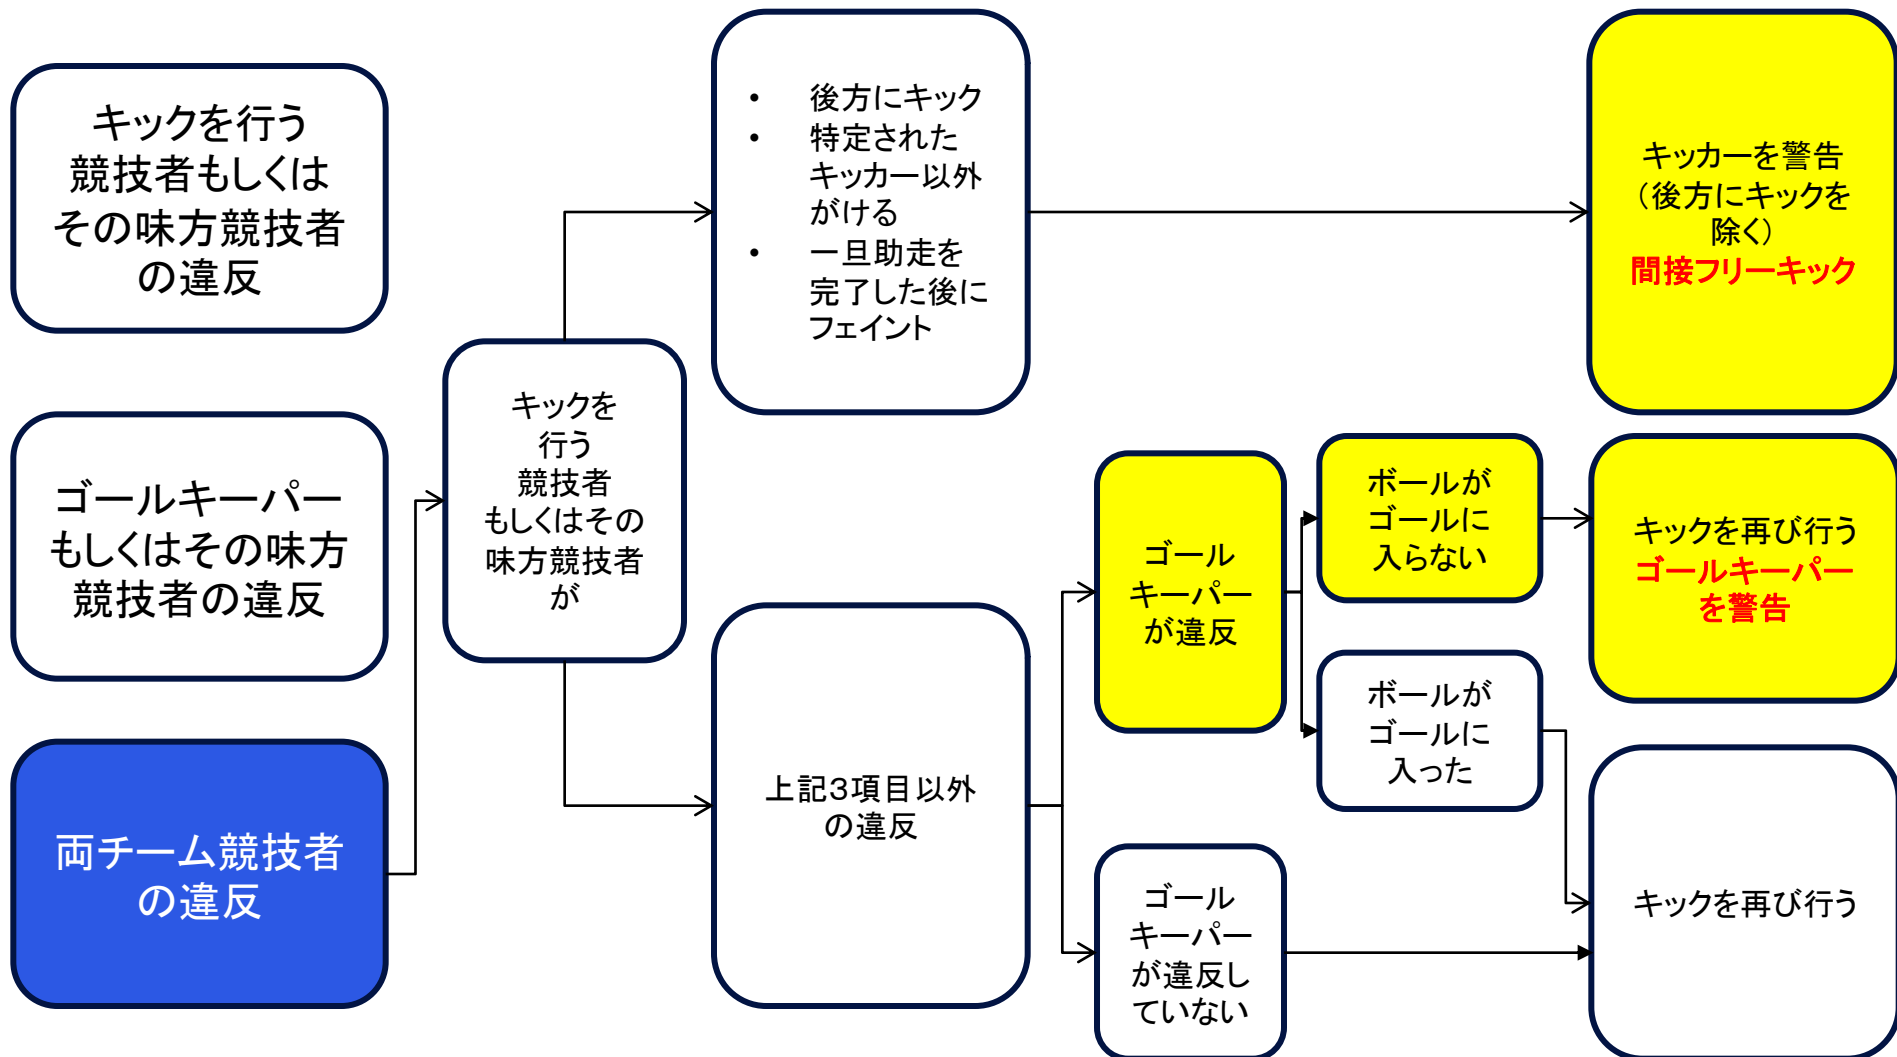 キックを行う
競技者もしくは
その味方競技者
の違反
ゴールキーパー
もしくはその味方
競技者の違反
両チーム競技者
の違反
キックを
行う
競技者
もしくはその
味方競技者
が
・ 後方にキック
・ 特定された
キッカー以外
がける
・ 一旦助走を
完了した後に
フェイント
上記3項目以外
の違反
ゴール
キーパー
が違反
ゴール
キーパー
が違反し
ていない
ボールが
ゴールに
入らない
ボールが
ゴールに
入った
キッカーを警告
（後方にキックを
除く）
間接フリーキック
キックを再び行う
ゴールキーパー
を警告
キックを再び行う